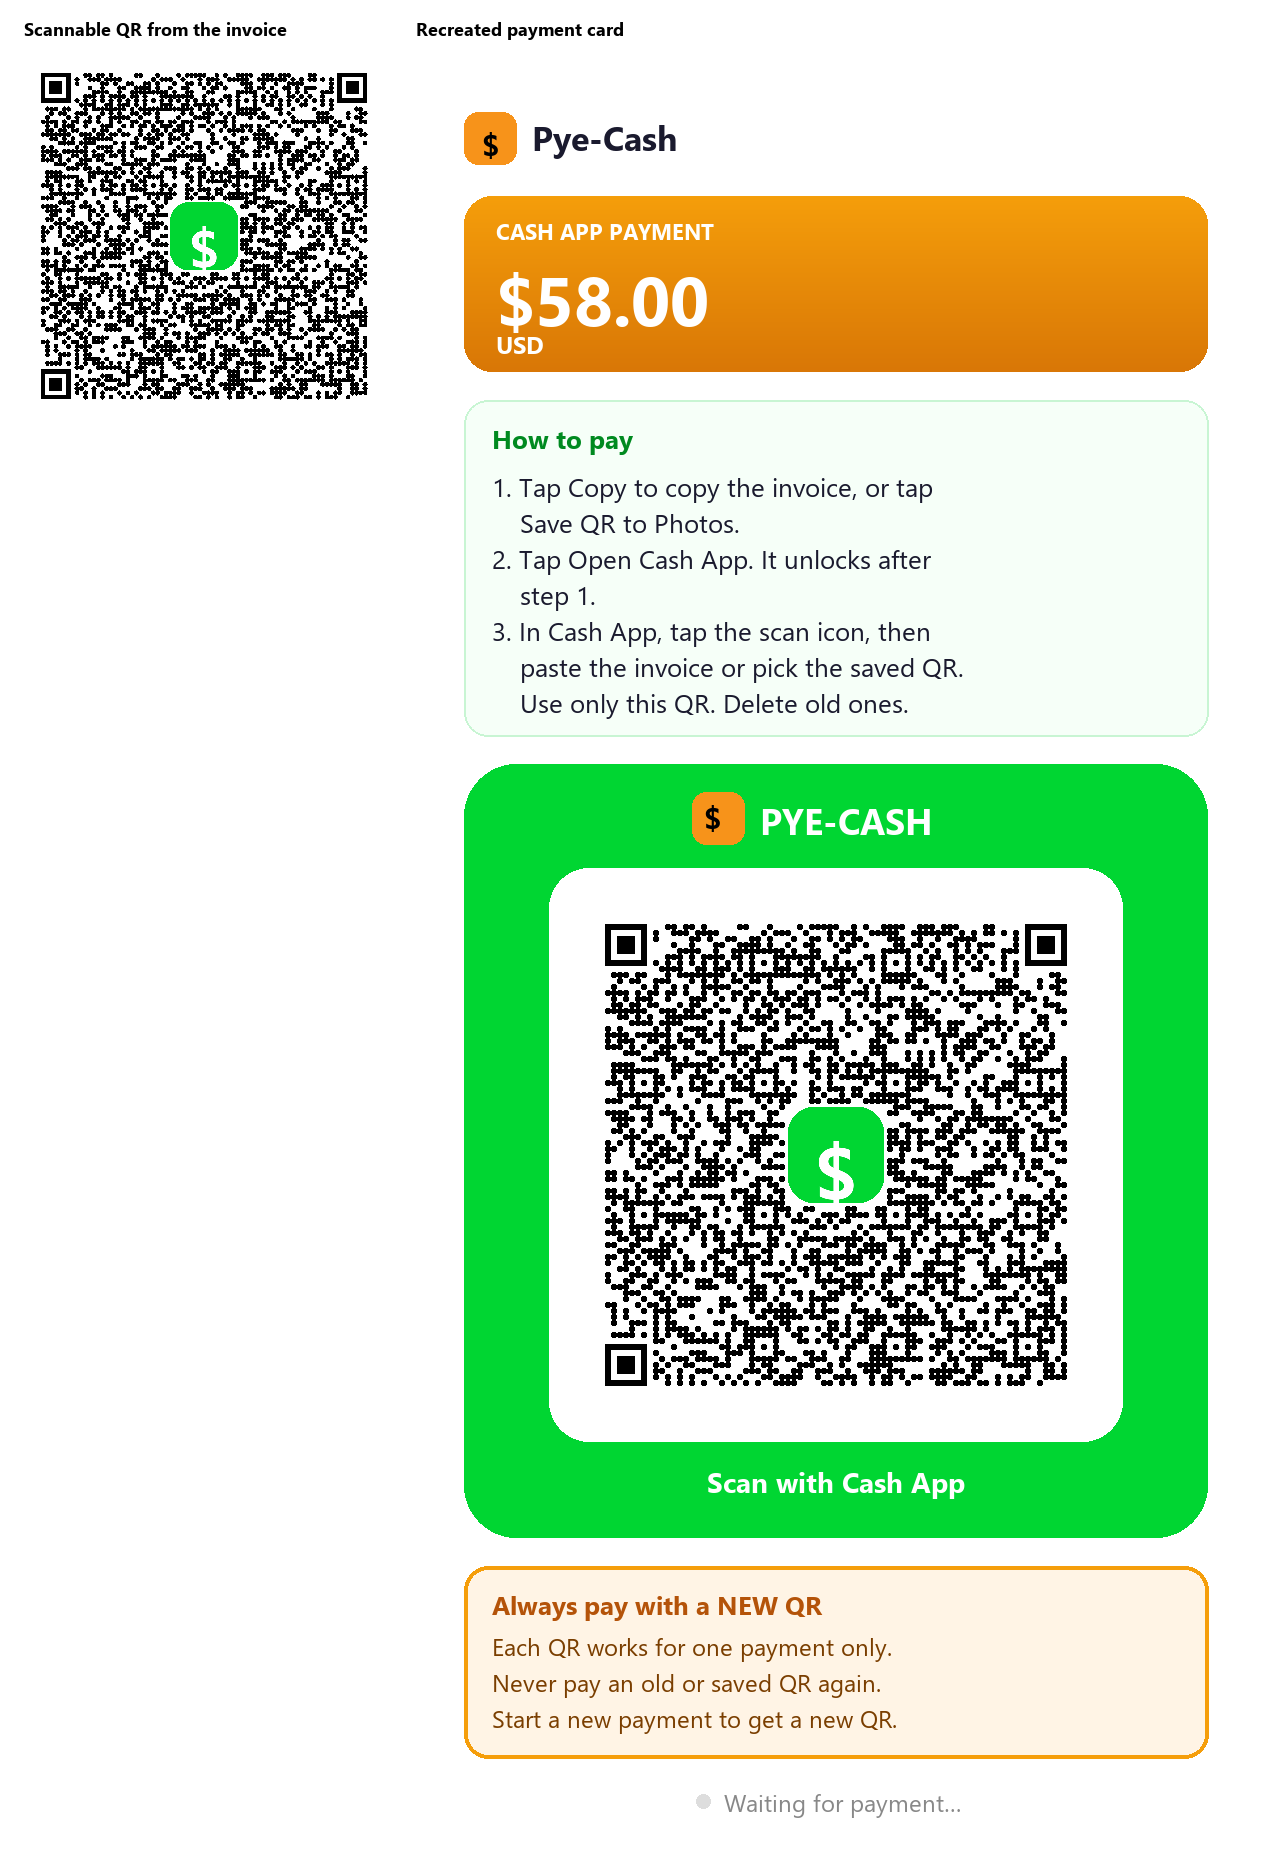 Scannable QR from the invoice
Recreated payment card
$
$
Pye-Cash
CASH APP PAYMENT
$58.00
USD
How to pay
1. Tap Copy to copy the invoice, or tap
Save QR to Photos.
2. Tap Open Cash App. It unlocks after
step 1.
3. In Cash App, tap the scan icon, then
paste the invoice or pick the saved QR.
Use only this QR. Delete old ones.
$
PYE-CASH
$
Scan with Cash App
Always pay with a NEW QR
Each QR works for one payment only.
Never pay an old or saved QR again.
Start a new payment to get a new QR.
Waiting for payment...